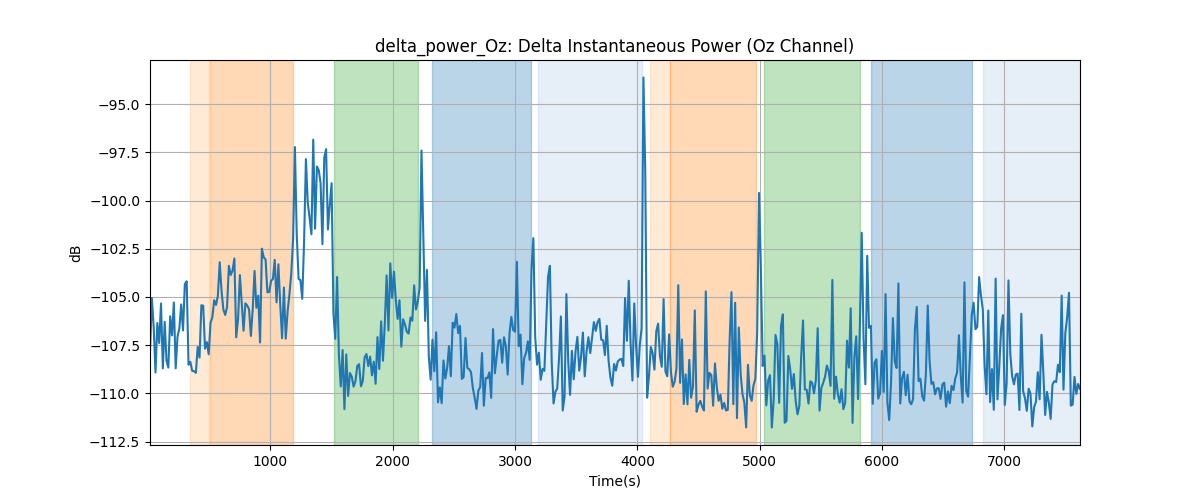 delta_power_Oz: Delta Instantaneous Power (Oz Channel)
−95.0
−97.5
−100.0
−102.5
−105.0
−107.5
−110.0
−112.5
dB
1000 2000 3000 4000 5000 6000 7000
Time(s)